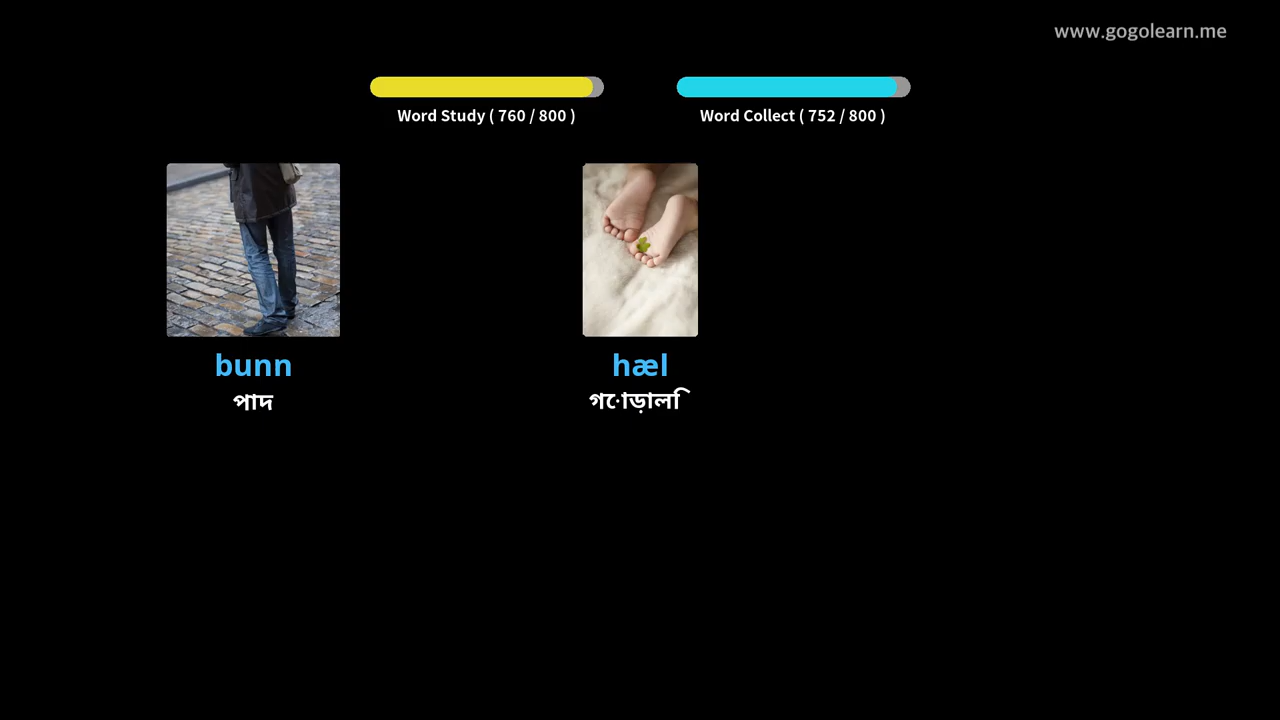 www.gogolearn.me
Word Study ( 760 / 800 )
Word Collect ( 752 / 800 )
bunn
hæl
পাদ
গোড়ালি